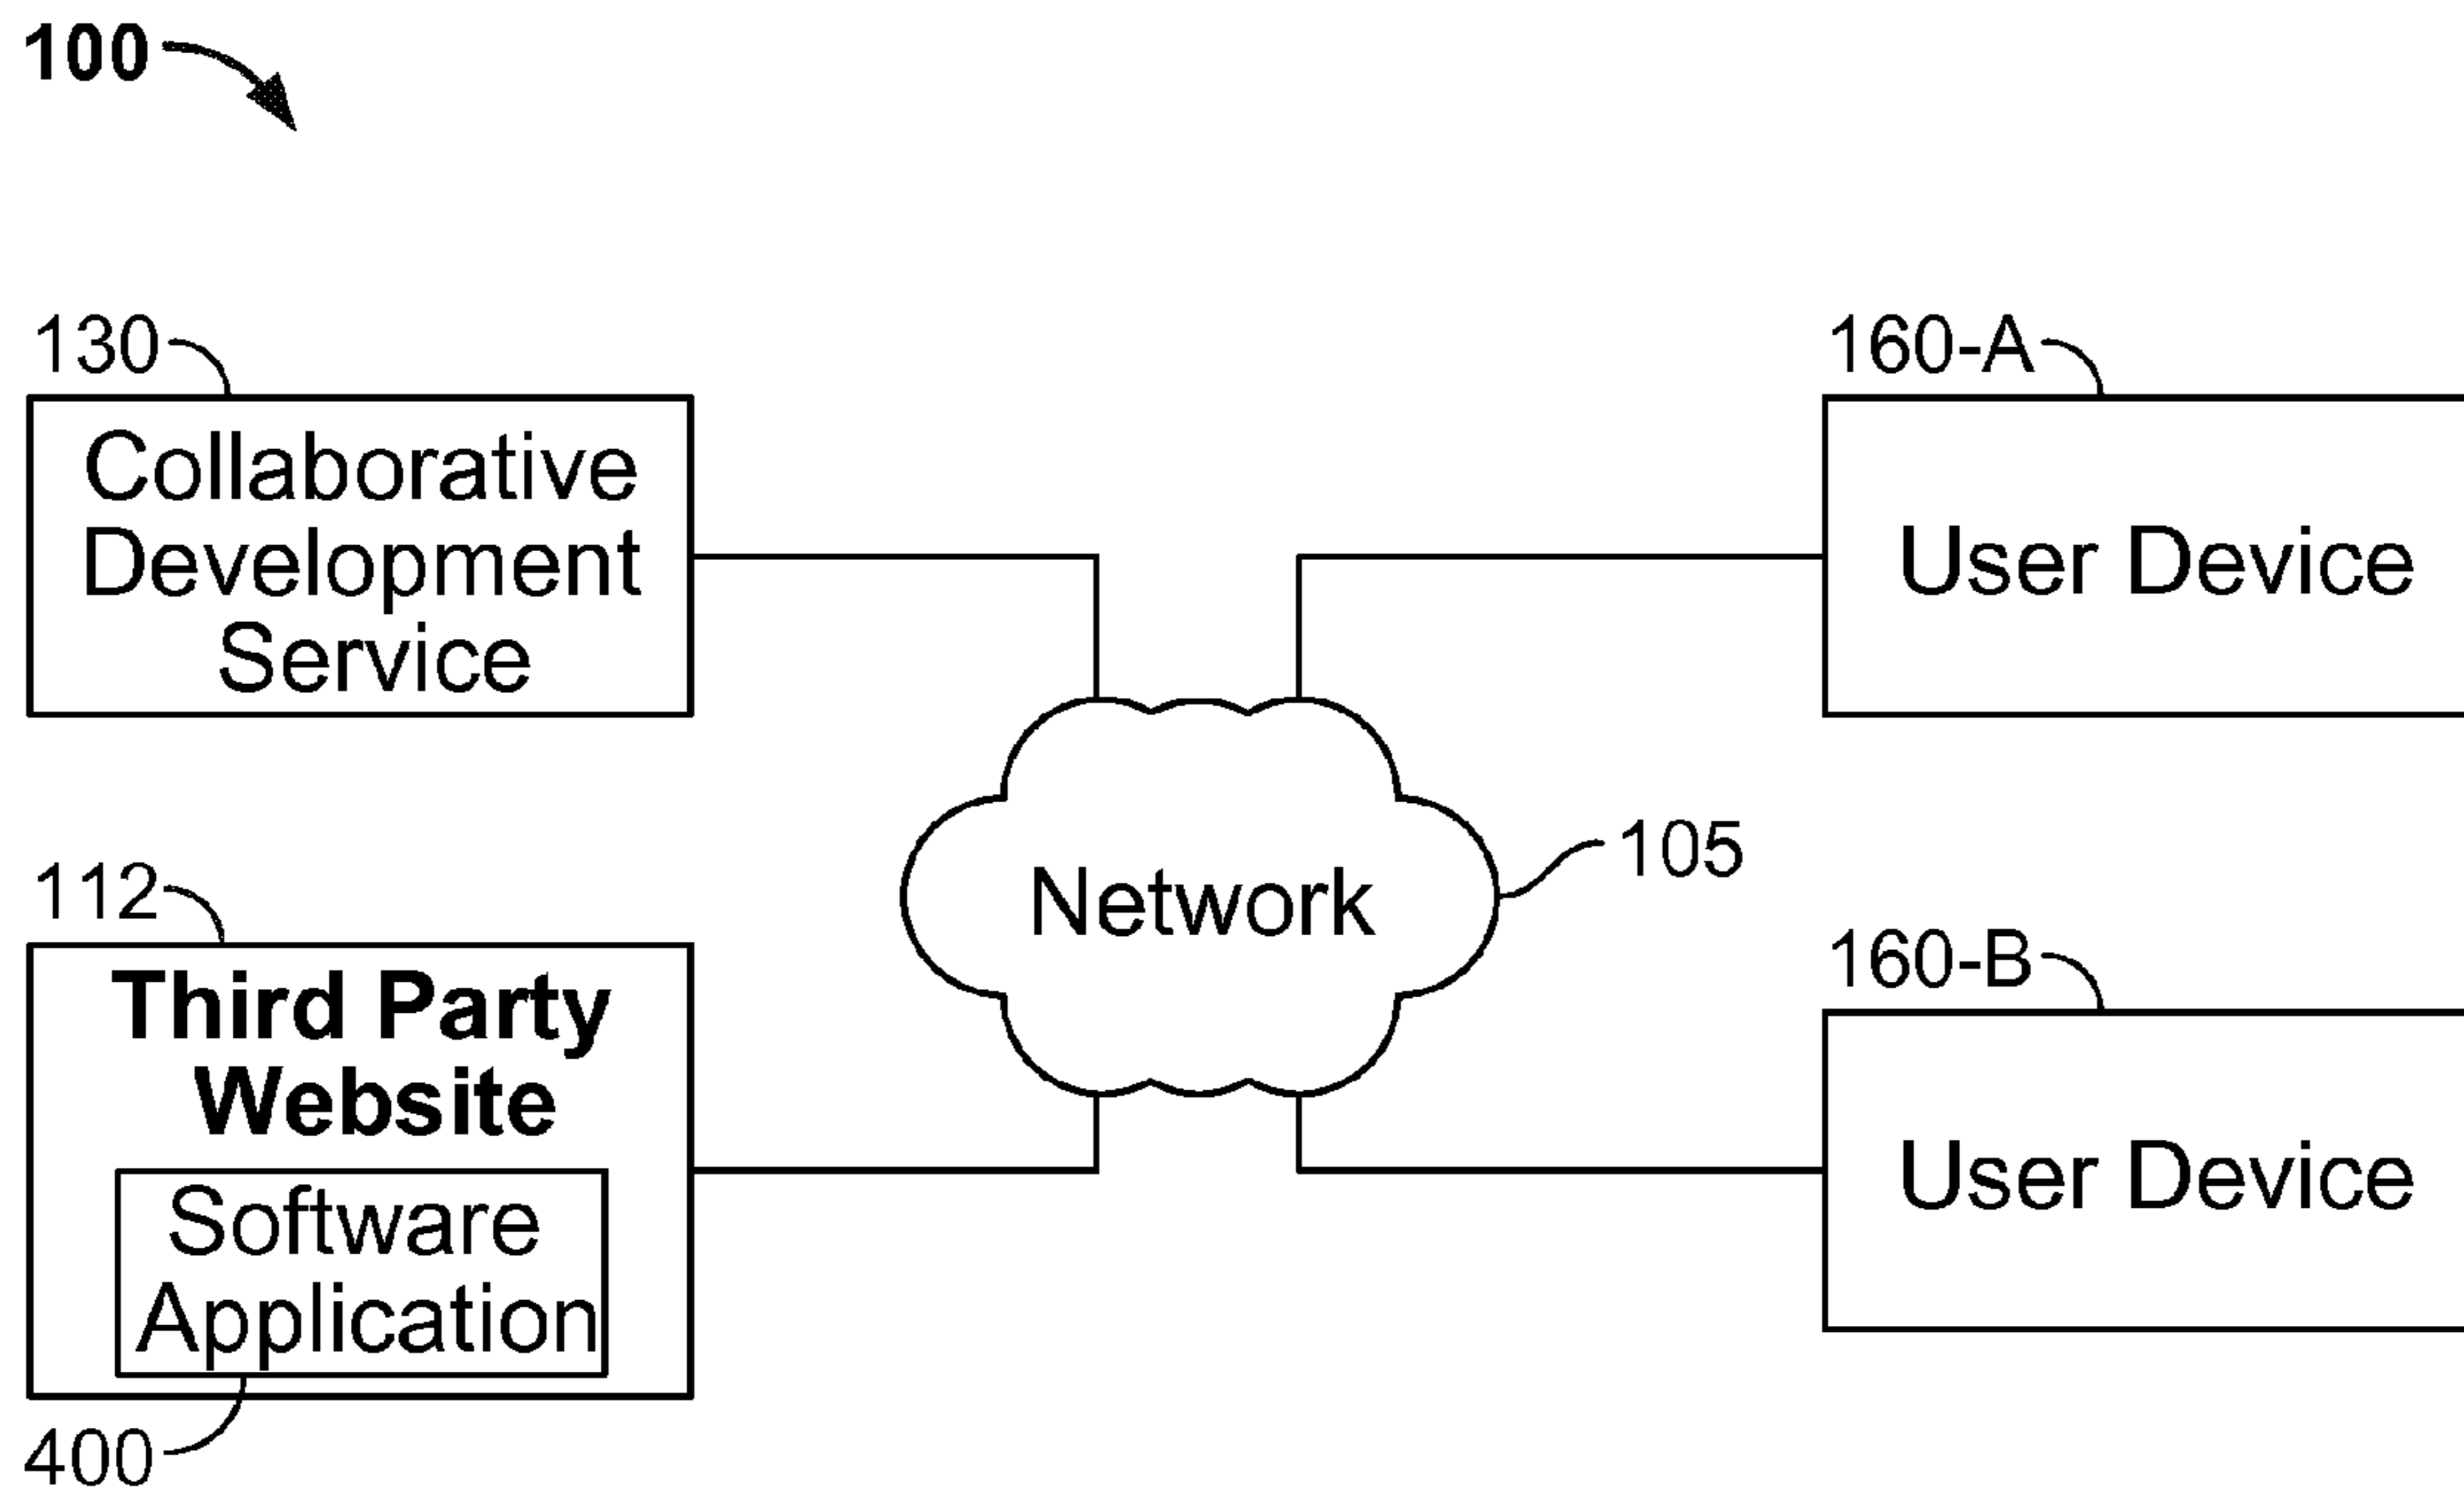 100
130
Collaborative
Development
Service
160-A
User Device
Network
105
112
Third Party
Website
Software
Application
400
160-B
User Device